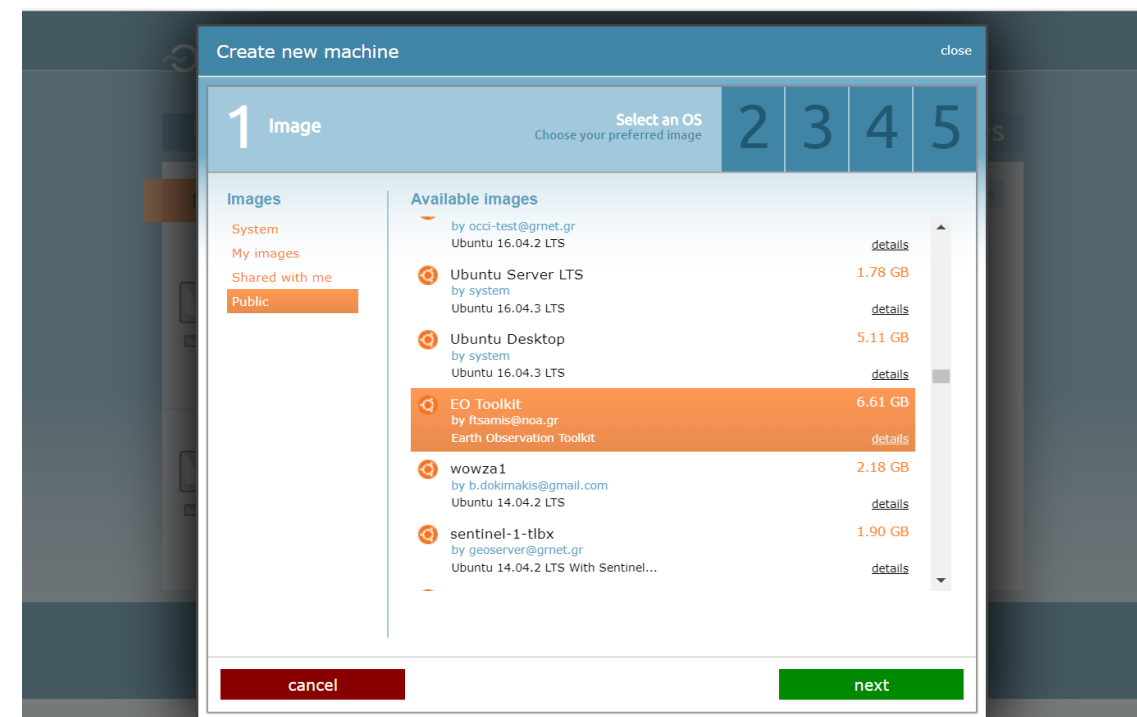 Create new machine
close
1 Image
Select an OS
Choose your preferred image
2 3 4 5
Images
System
My images
Shared with me
Public
Available images
by occi-test@grnet.gr
Ubuntu 16.04.2 LTS
details
Ubuntu Server LTS
1.78 GB
by system
Ubuntu 16.04.3 LTS
details
Ubuntu Desktop
5.11 GB
by system
Ubuntu 16.04.3 LTS
details
EO Toolkit
6.61 GB
by ftsamis@noa.gr
Earth Observation Toolkit
details
wowza1
2.18 GB
by b.dokimakis@gmail.com
Ubuntu 14.04.2 LTS
details
sentinel-1-tlbx
1.90 GB
by geoserver@grnet.gr
Ubuntu 14.04.2 LTS With Sentinel...
details
cancel
next